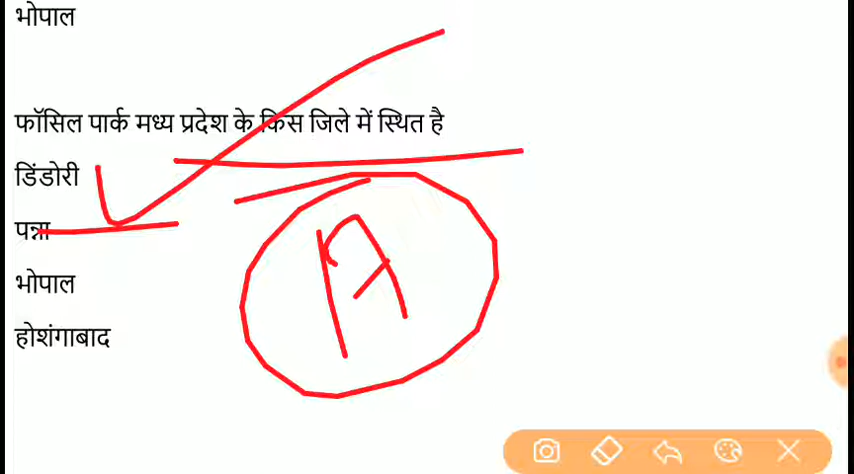 भोपाल
फॉसिल पार्क मध्य प्रदेश के किस जिले में स्थित है
डिंडोरी
पन्ना
A
भोपाल
होशंगाबाद